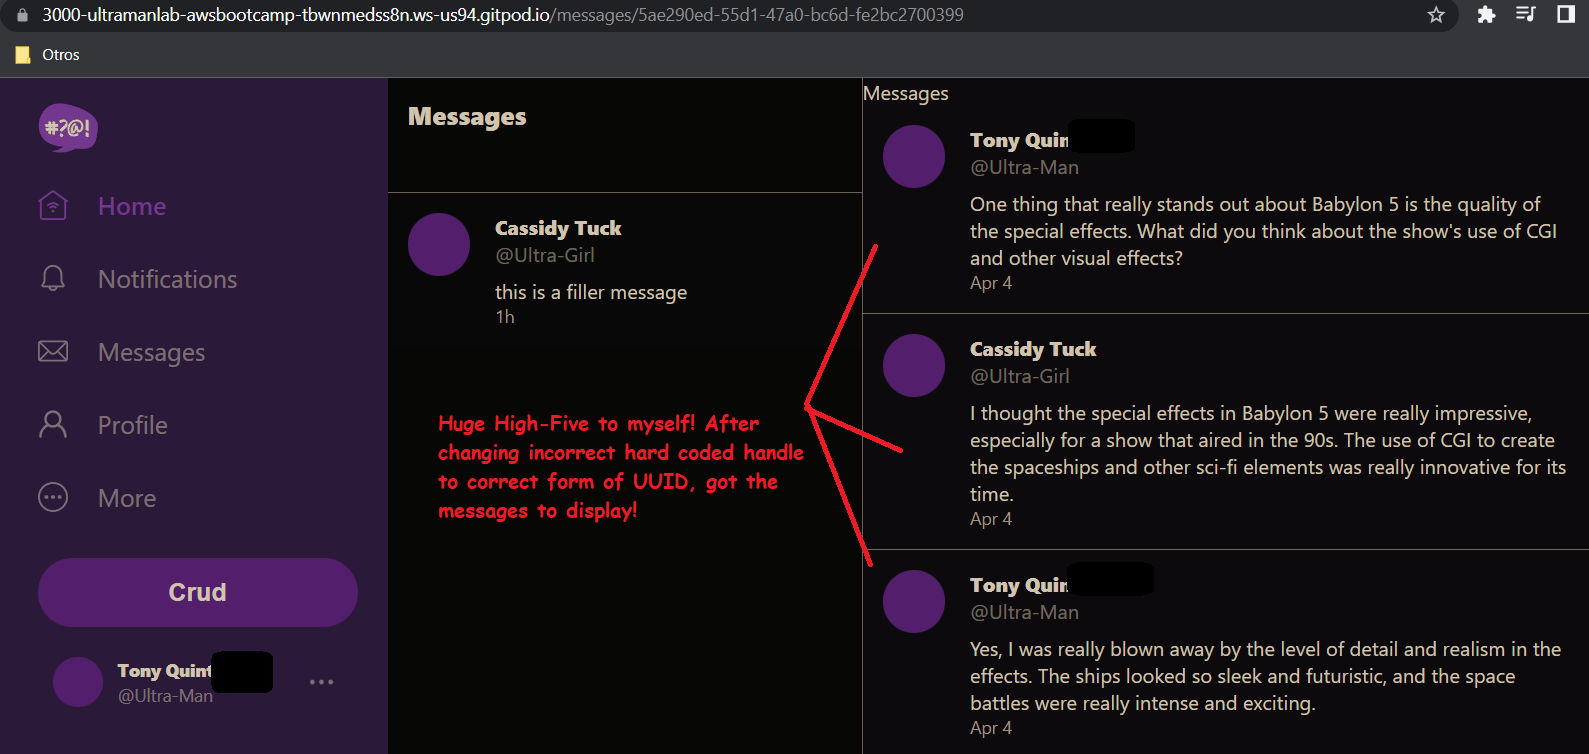 3000-ultramanlab-awsbootcamp-tbwnmedss8n.ws-us94.gitpod.io/messages/5ae290ed-55d1-47a0-bc6d-fe2bc2700399
Otros
#?@!
Home
Notifications
Messages
Profile
More
Crud
Tony Quint
@Ultra-Man
Messages
Cassidy Tuck
@Ultra-Girl
this is a filler message
1h
Huge High-Five to myself! After
changing incorrect hard coded handle
to correct form of UUID, got the
messages to display!
Messages
Tony Quin
@Ultra-Man
One thing that really stands out about Babylon 5 is the quality of
the special effects. What did you think about the show's use of CGI
and other visual effects?
Apr 4
Cassidy Tuck
@Ultra-Girl
I thought the special effects in Babylon 5 were really impressive,
especially for a show that aired in the 90s. The use of CGI to create
the spaceships and other sci-fi elements was really innovative for its
time.
Apr 4
Tony Quin
@Ultra-Man
Yes, I was really blown away by the level of detail and realism in the
effects. The ships looked so sleek and futuristic, and the space
battles were really intense and exciting.
Apr 4